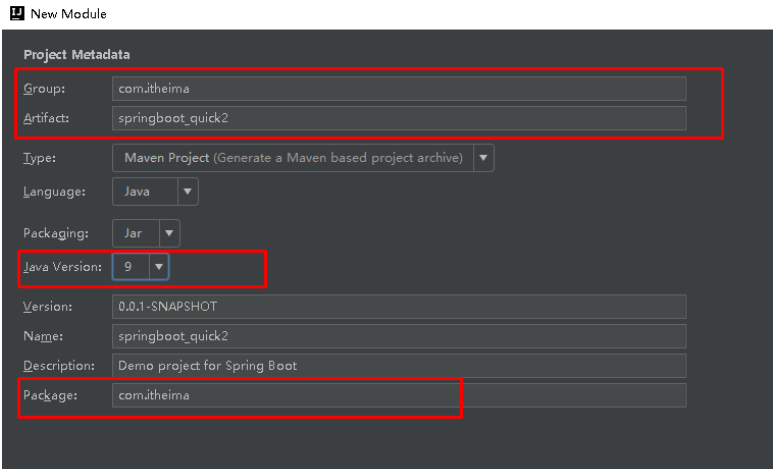 IJ New Module
Project Metadata
Group: com.itheima
Artifact: springboot_quick2
Type: Maven Project (Generate a Maven based project archive)
Language: Java
Packaging: Jar
Java Version: 9
Version: 0.0.1-SNAPSHOT
Name: springboot_quick2
Description: Demo project for Spring Boot
Package: com.itheima